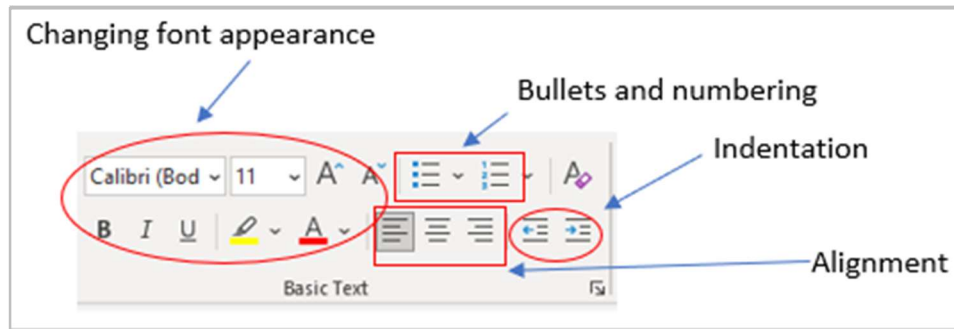 Changing font appearance
Bullets and numbering
Indentation
Calibri (Bod 11 A A A
B I U A
Alignment
Basic Text